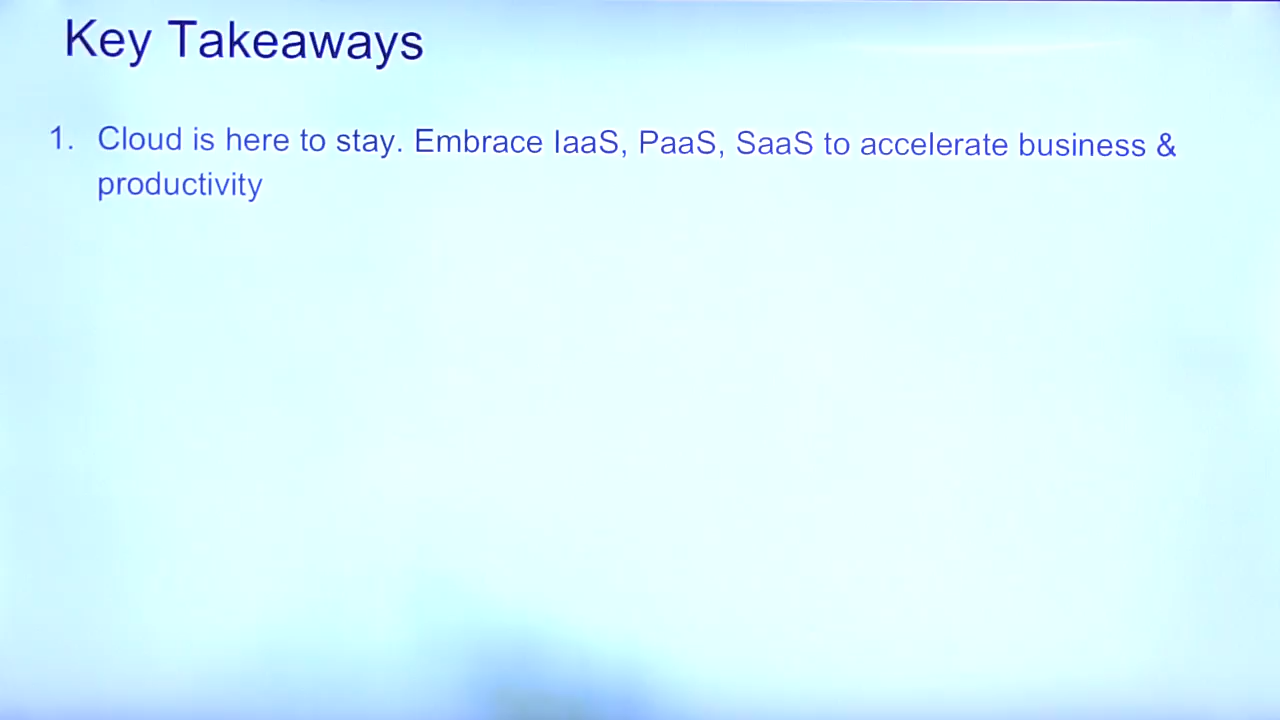 Key Takeaways
1. Cloud is here to stay. Embrace IaaS, PaaS, SaaS to accelerate business &
productivity